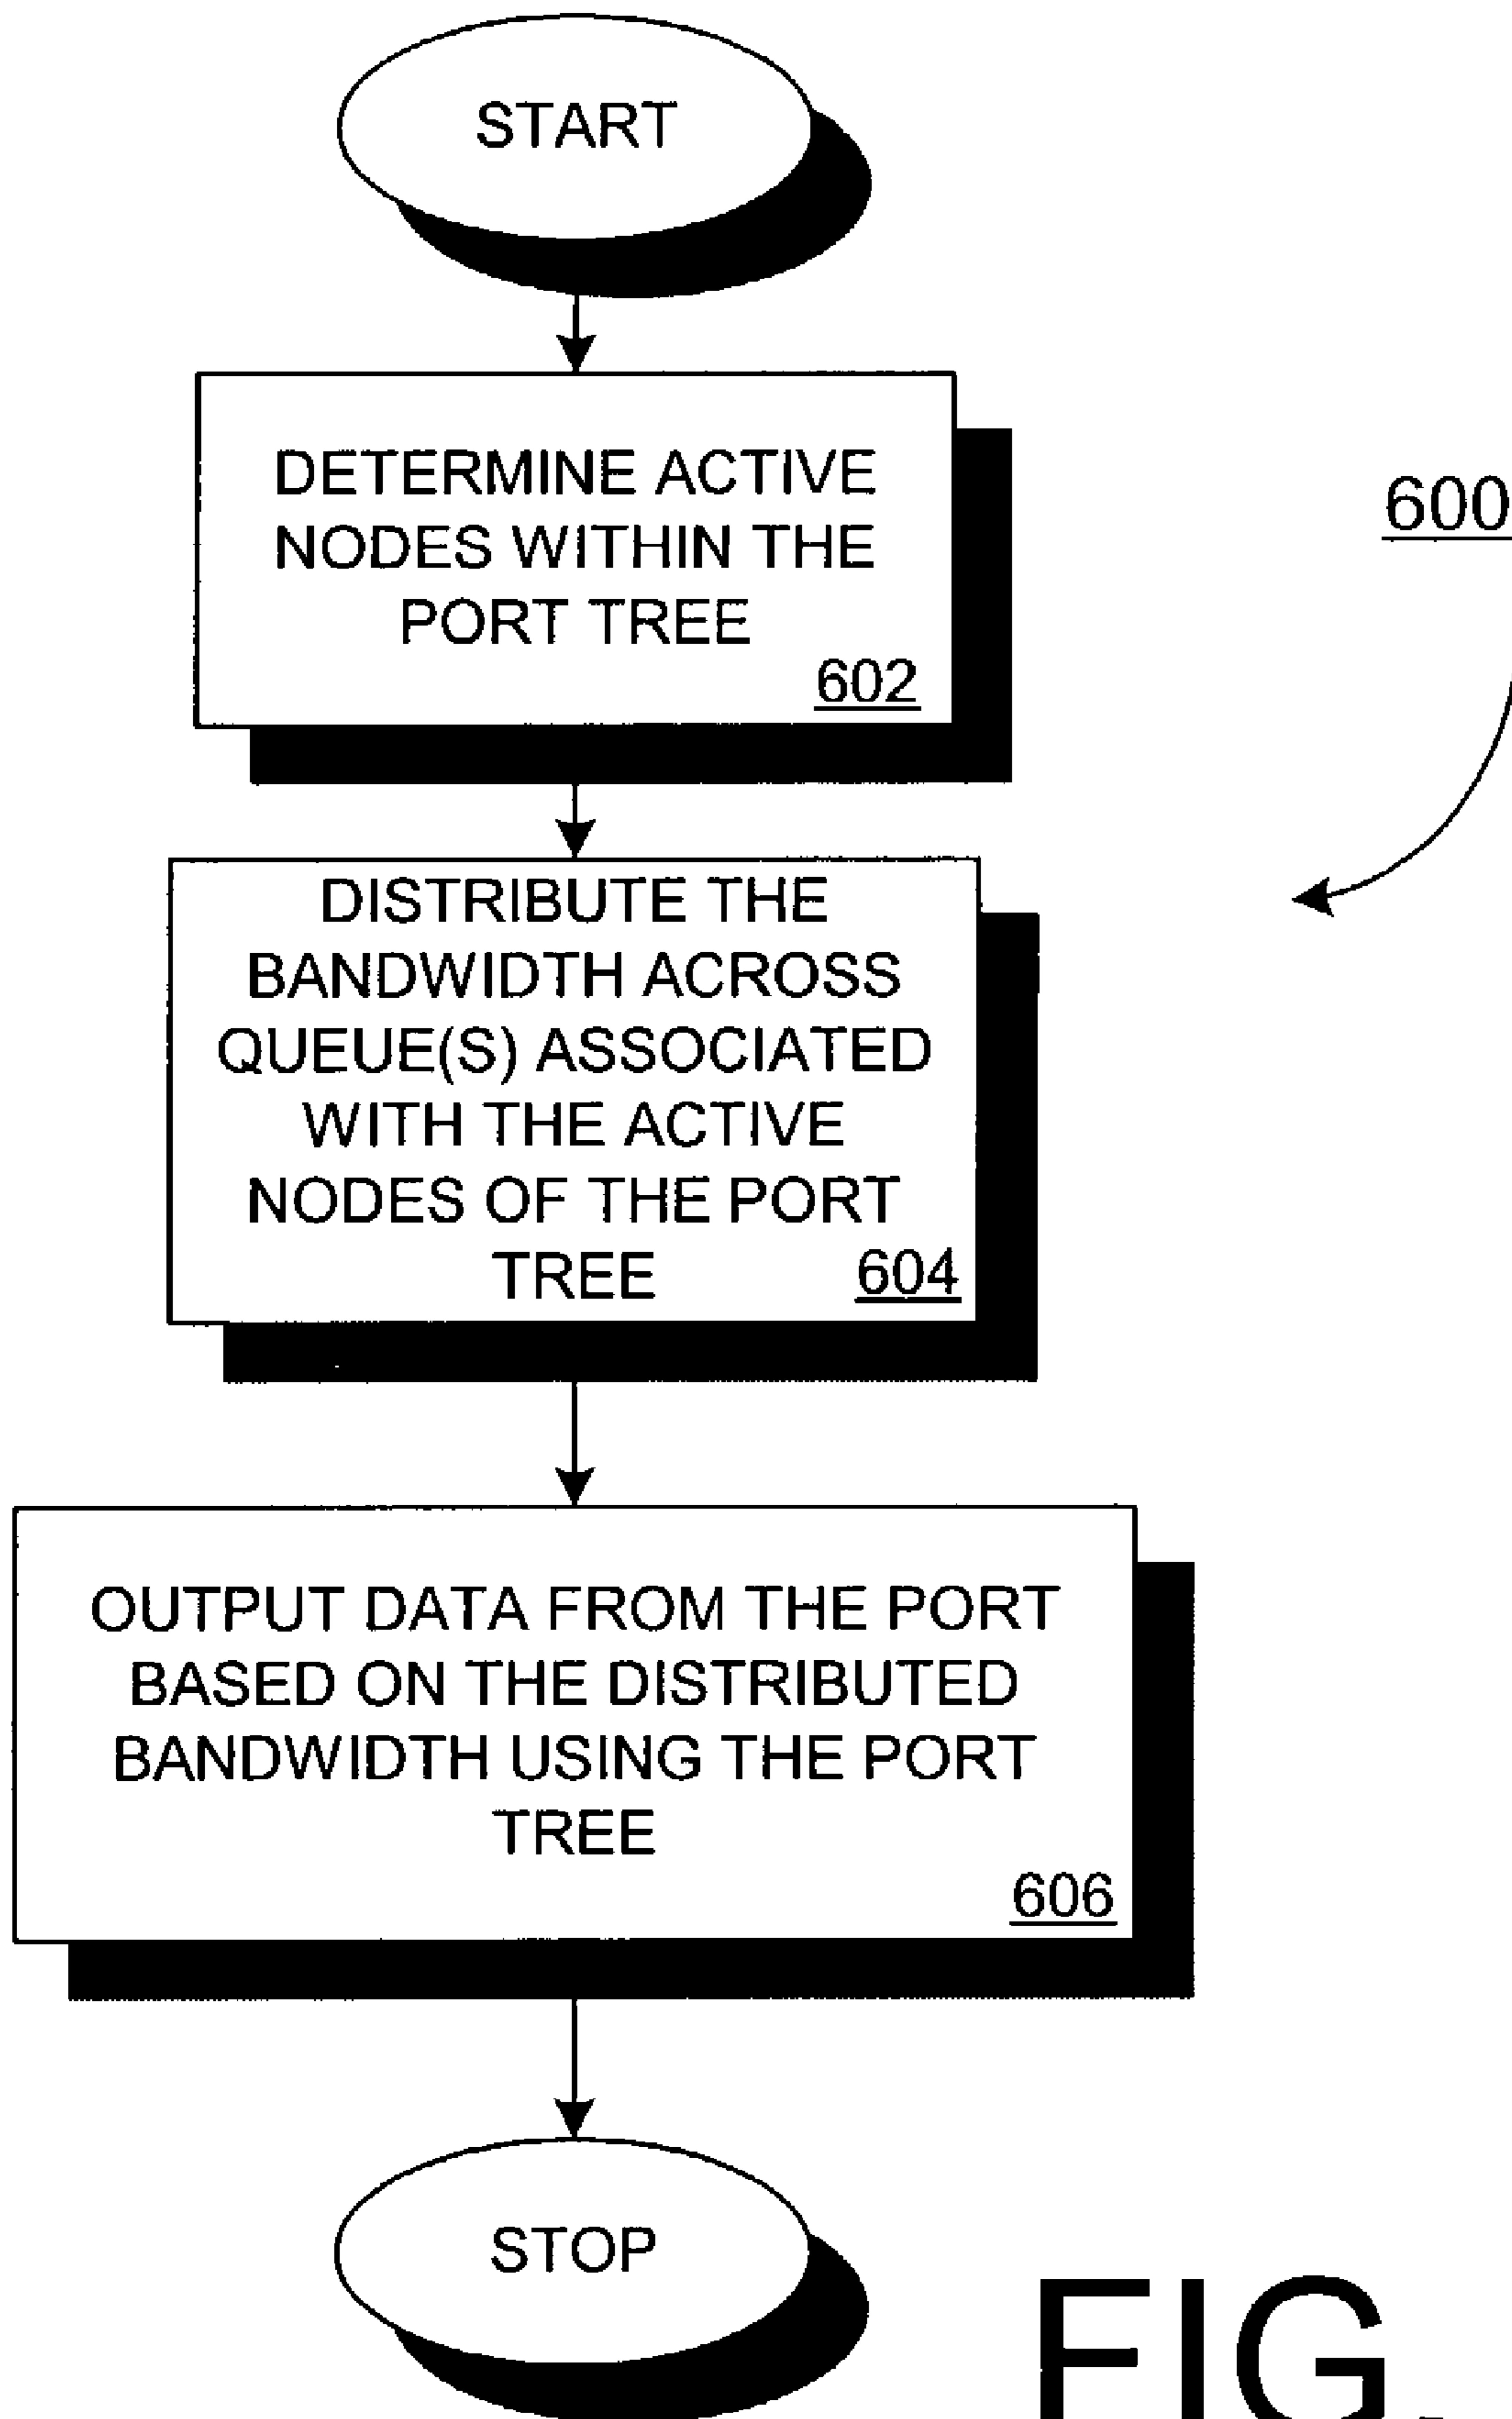 START
DETERMINE ACTIVE
NODES WITHIN THE
PORT TREE
602
600
DISTRIBUTE THE
BANDWIDTH ACROSS
QUEUE(S) ASSOCIATED
WITH THE ACTIVE
NODES OF THE PORT
TREE
604
OUTPUT DATA FROM THE PORT
BASED ON THE DISTRIBUTED
BANDWIDTH USING THE PORT
TREE
606
STOP
FIG.